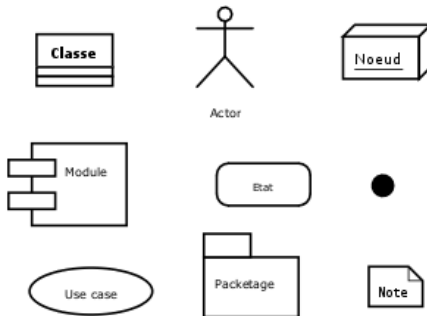 Classe
Noeud
Actor
Module
Etat
Use case
Packetage
Note